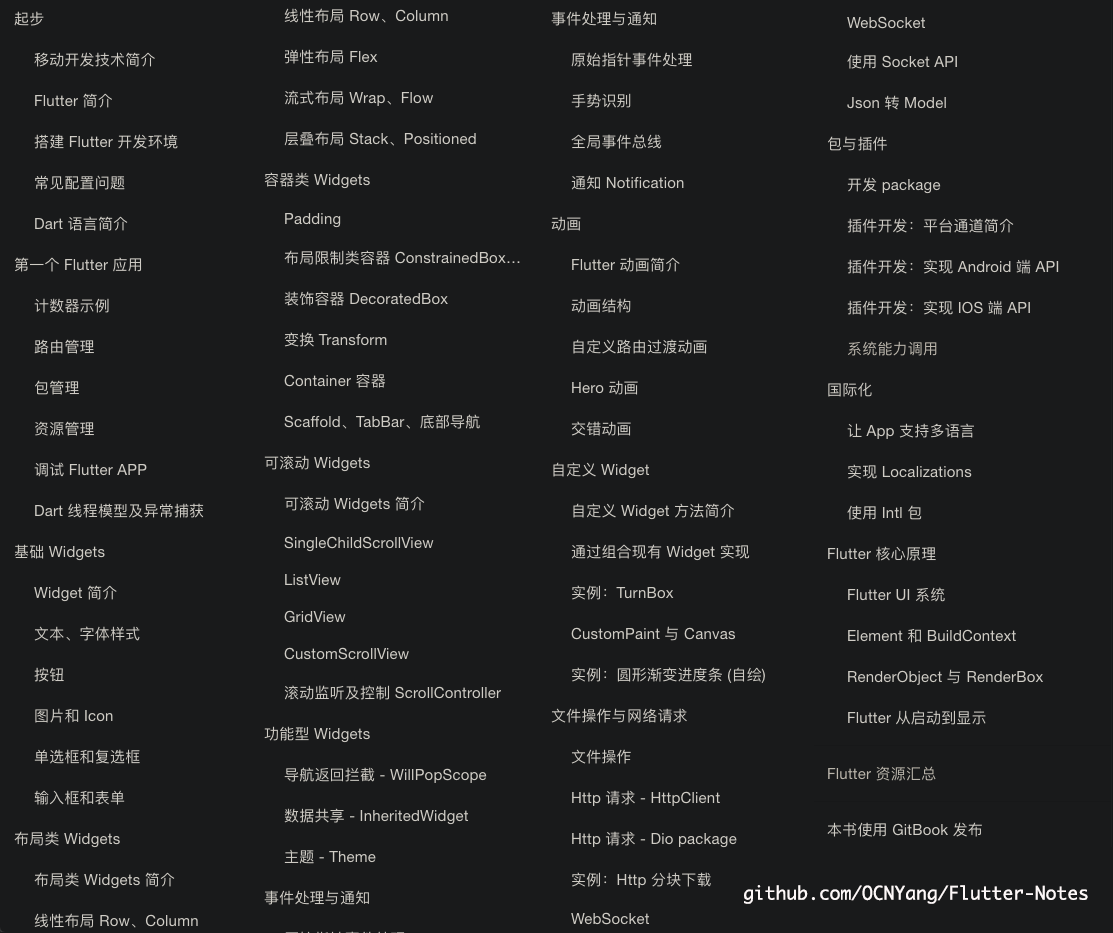 起步
移动开发技术简介
Flutter 简介
搭建 Flutter 开发环境
常见配置问题
Dart 语言简介
第一个 Flutter 应用
计数器示例
路由管理
包管理
资源管理
调试 Flutter APP
Dart 线程模型及异常捕获
基础 Widgets
Widget 简介
文本、字体样式
按钮
图片和 Icon
单选框和复选框
输入框和表单
布局类 Widgets
布局类 Widgets 简介
线性布局 Row、Column
线性布局 Row、Column
弹性布局 Flex
流式布局 Wrap、Flow
层叠布局 Stack、Positioned
容器类 Widgets
Padding
布局限制类容器 ConstrainedBox…
装饰容器 DecoratedBox
变换 Transform
Container 容器
Scaffold、TabBar、底部导航
可滚动 Widgets
可滚动 Widgets 简介
SingleChildScrollView
ListView
GridView
CustomScrollView
滚动监听及控制 ScrollController
功能型 Widgets
导航返回拦截 - WillPopScope
数据共享 - InheritedWidget
主题 - Theme
事件处理与通知
事件处理与通知
原始指针事件处理
手势识别
全局事件总线
通知 Notification
动画
Flutter 动画简介
动画结构
自定义路由过渡动画
Hero 动画
交错动画
自定义 Widget
自定义 Widget 方法简介
通过组合现有 Widget 实现
实例：TurnBox
CustomPaint 与 Canvas
实例：圆形渐变进度条 (自绘)
文件操作与网络请求
文件操作
Http 请求 - HttpClient
Http 请求 - Dio package
实例：Http 分块下载
WebSocket
WebSocket
使用 Socket API
Json 转 Model
包与插件
开发 package
插件开发：平台通道简介
插件开发：实现 Android 端 API
插件开发：实现 IOS 端 API
系统能力调用
国际化
让 App 支持多语言
实现 Localizations
使用 Intl 包
Flutter 核心原理
Flutter UI 系统
Element 和 BuildContext
RenderObject 与 RenderBox
Flutter 从启动到显示
Flutter 资源汇总
本书使用 GitBook 发布
github.com/OCNYang/Flutter-Notes